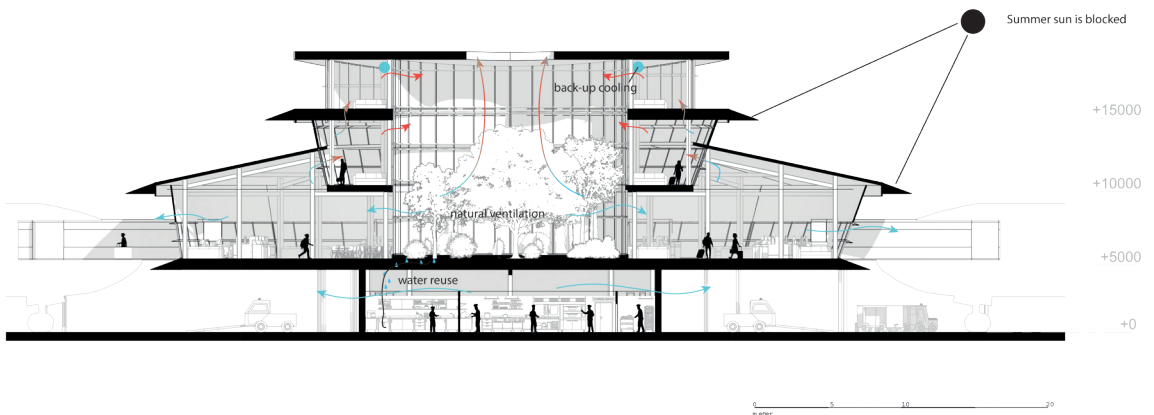 Summer sun is blocked
back-up cooling
+15000
+10000
natural ventilation
+5000
water reuse
+0
0 5 10 20
meter